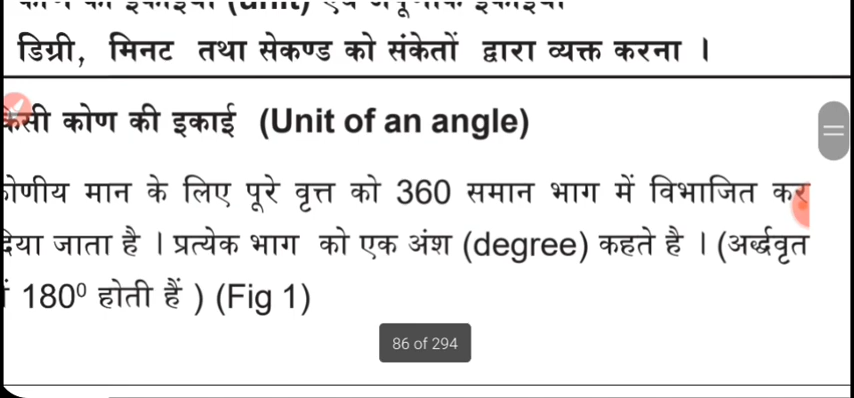 डिग्री, मिनट तथा सेकण्ड को संकेतों द्वारा व्यक्त करना ।
की इकाई (Unit of an angle)
मान के लिए पूरे वृत्त को 360 समान भाग में विभाजित कर
जाता है । प्रत्येक भाग को एक अंश (degree) कहते है । (अर्द्धवृत
180⁰ होती हैं ) (Fig 1)
86 of 294